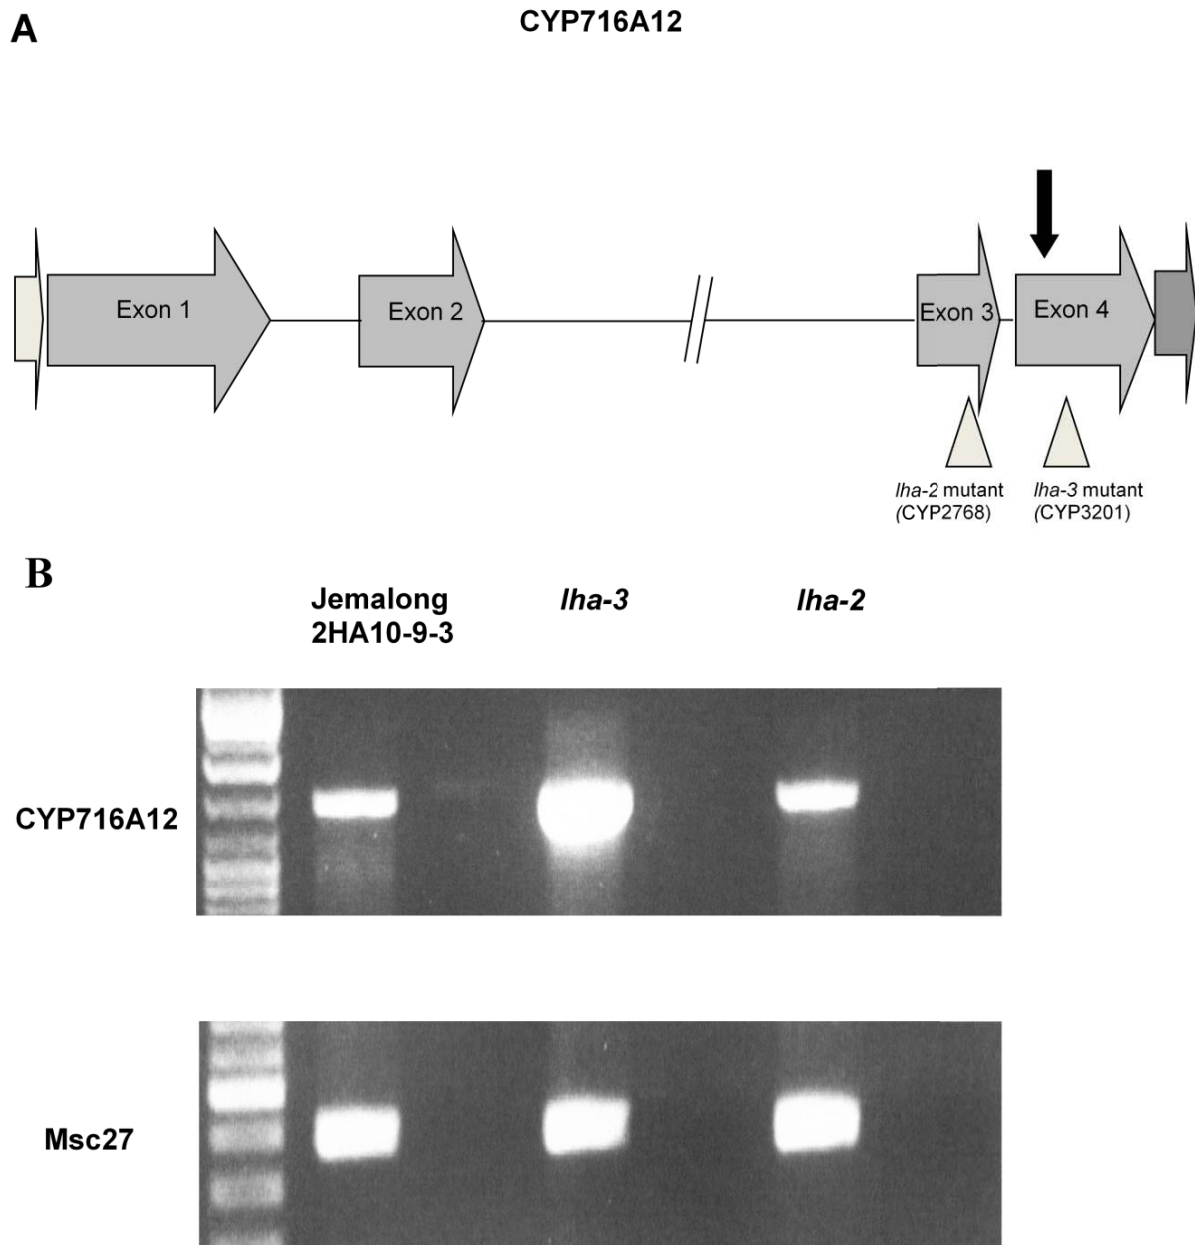 A
CYP716A12
Exon 1
Exon 2
Exon 3
Exon 4
lha-2 mutant
(CYP2768)
lha-3 mutant
(CYP3201)
B
Jemalong
2HA10-9-3
lha-3
lha-2
CYP716A12
Msc27